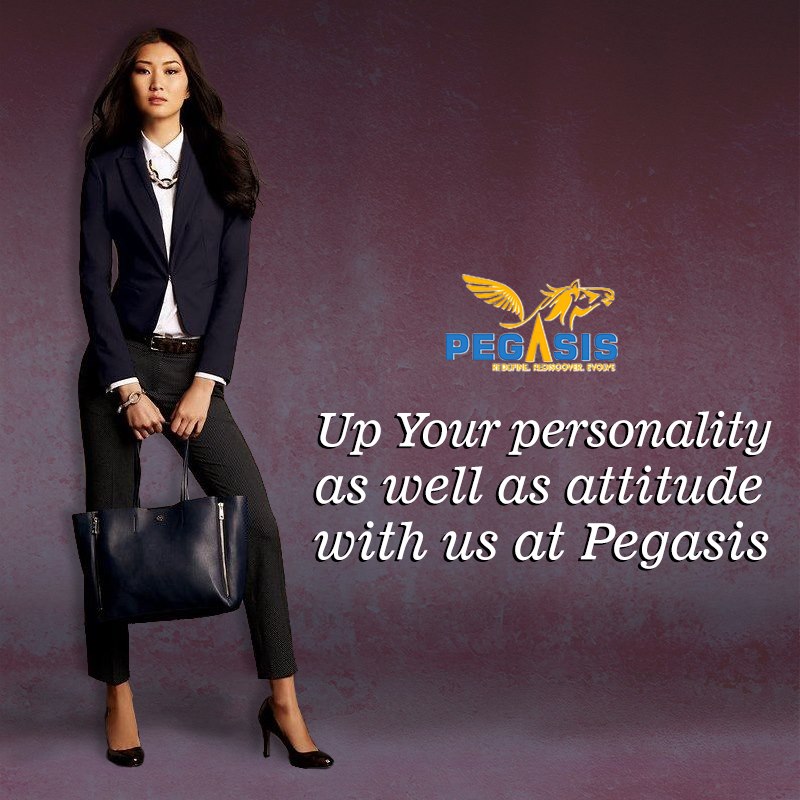 PEGASIS
Up Your personality
as well as attitude
with us at Pegasis